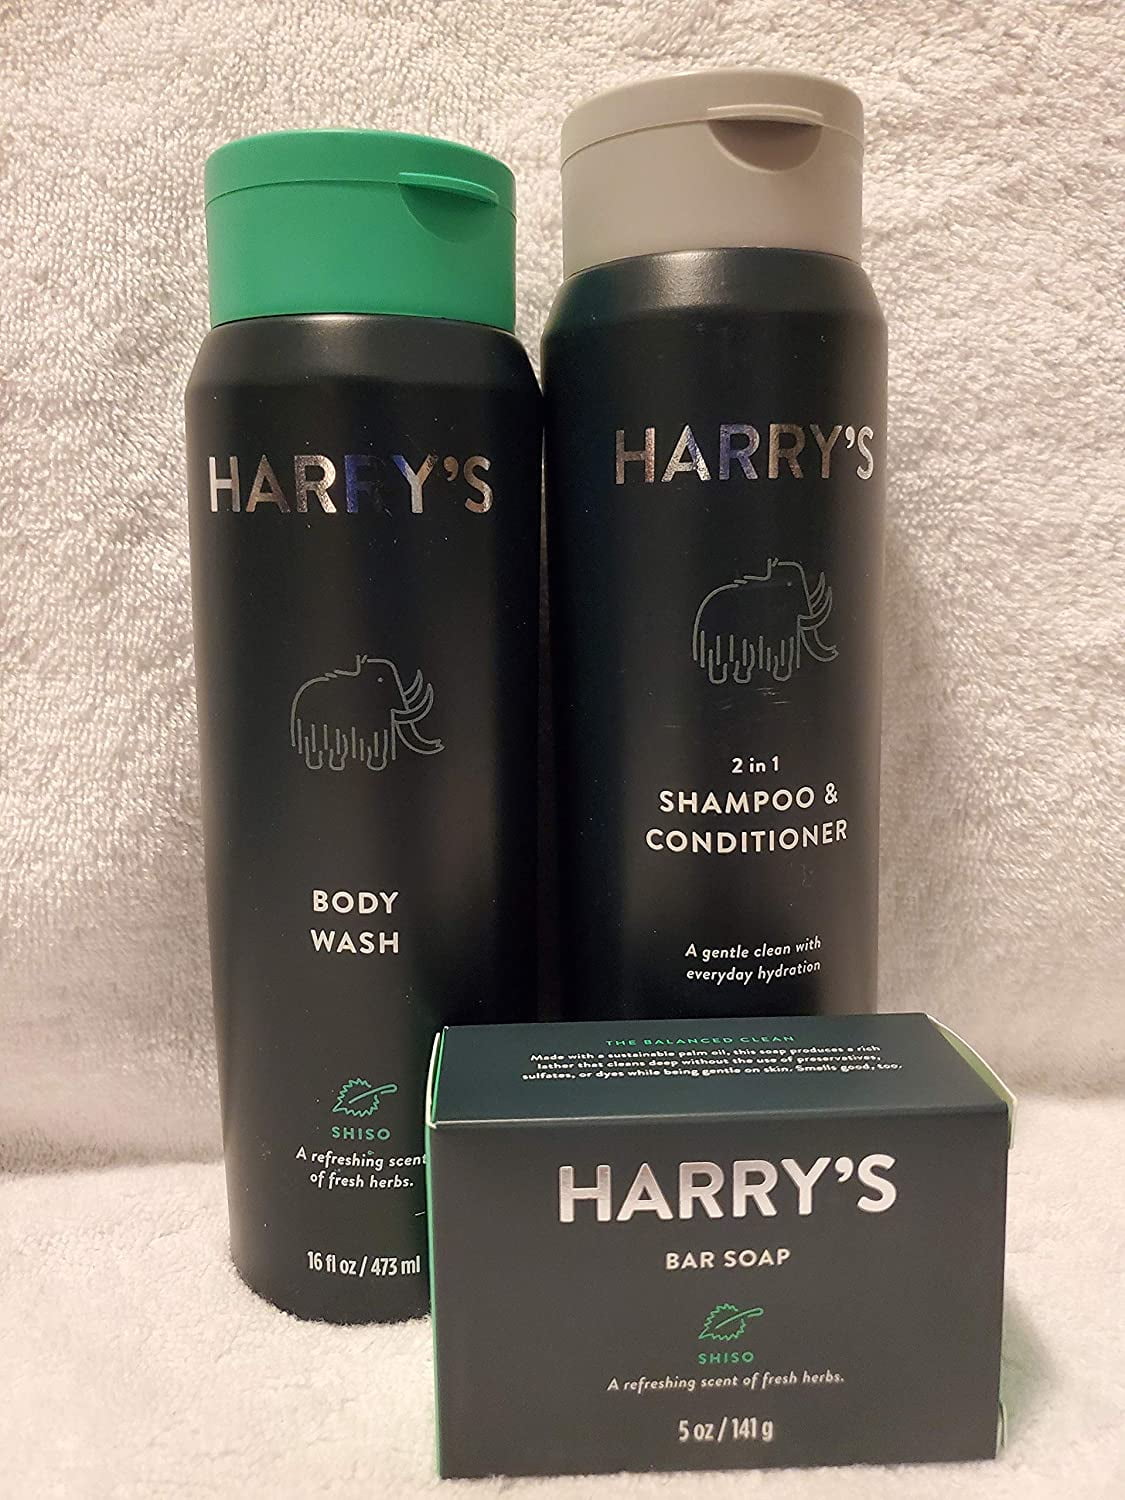 HARRY'S
BODY
WASH
SHISO
A refreshing scent
of fresh herbs.
16 fl oz / 473 ml
HARRY'S
2 in 1
SHAMPOO &
CONDITIONER
A gentle clean with
everyday hydration
THE BALANCED CLEAN
Made with a sustainable palm oil, this soap produces a rich
lather that cleans deep without the use of preservatives,
sulfates, or dyes while being gentle on skin. Smells good, too.
HARRY'S
BAR SOAP
SHISO
A refreshing scent of fresh herbs.
5 oz / 141 g